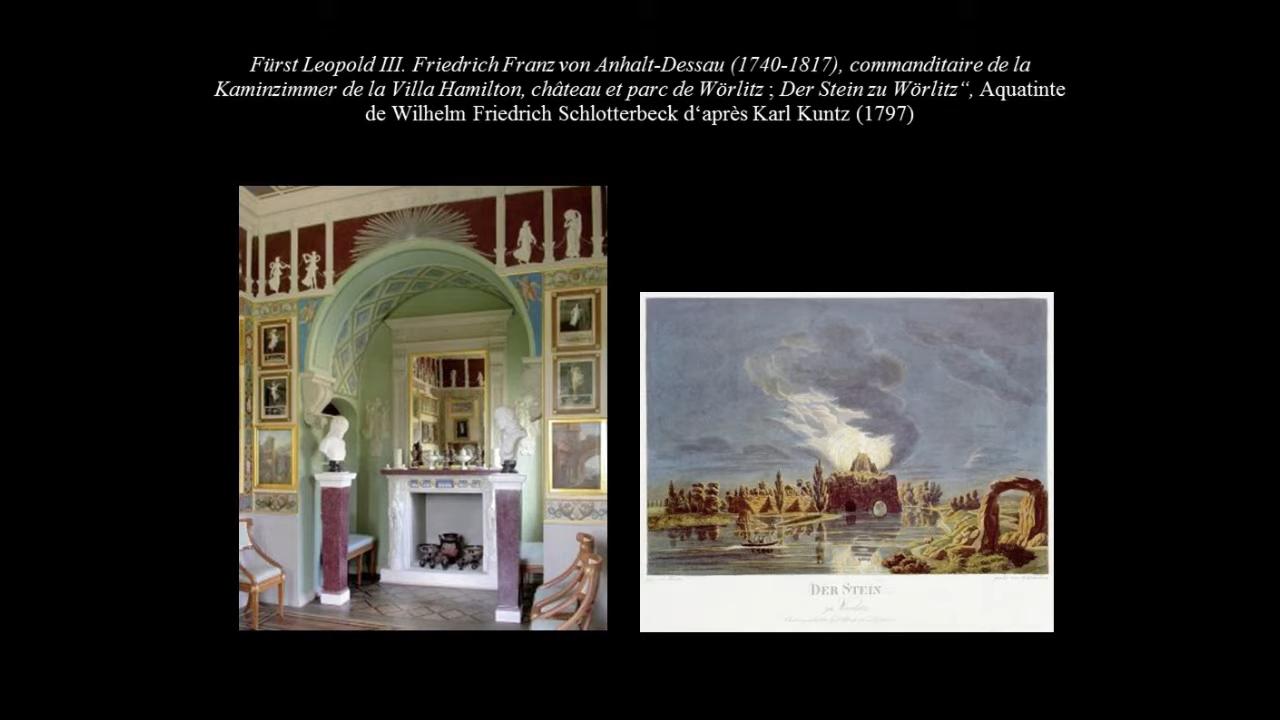 Fürst Leopold III. Friedrich Franz von Anhalt-Dessau (1740-1817), commanditaire de la
Kaminzimmer de la Villa Hamilton, château et parc de Wörlitz ; Der Stein zu Wörlitz“, Aquatinte
de Wilhelm Friedrich Schlotterbeck d‘après Karl Kuntz (1797)
DER STEIN